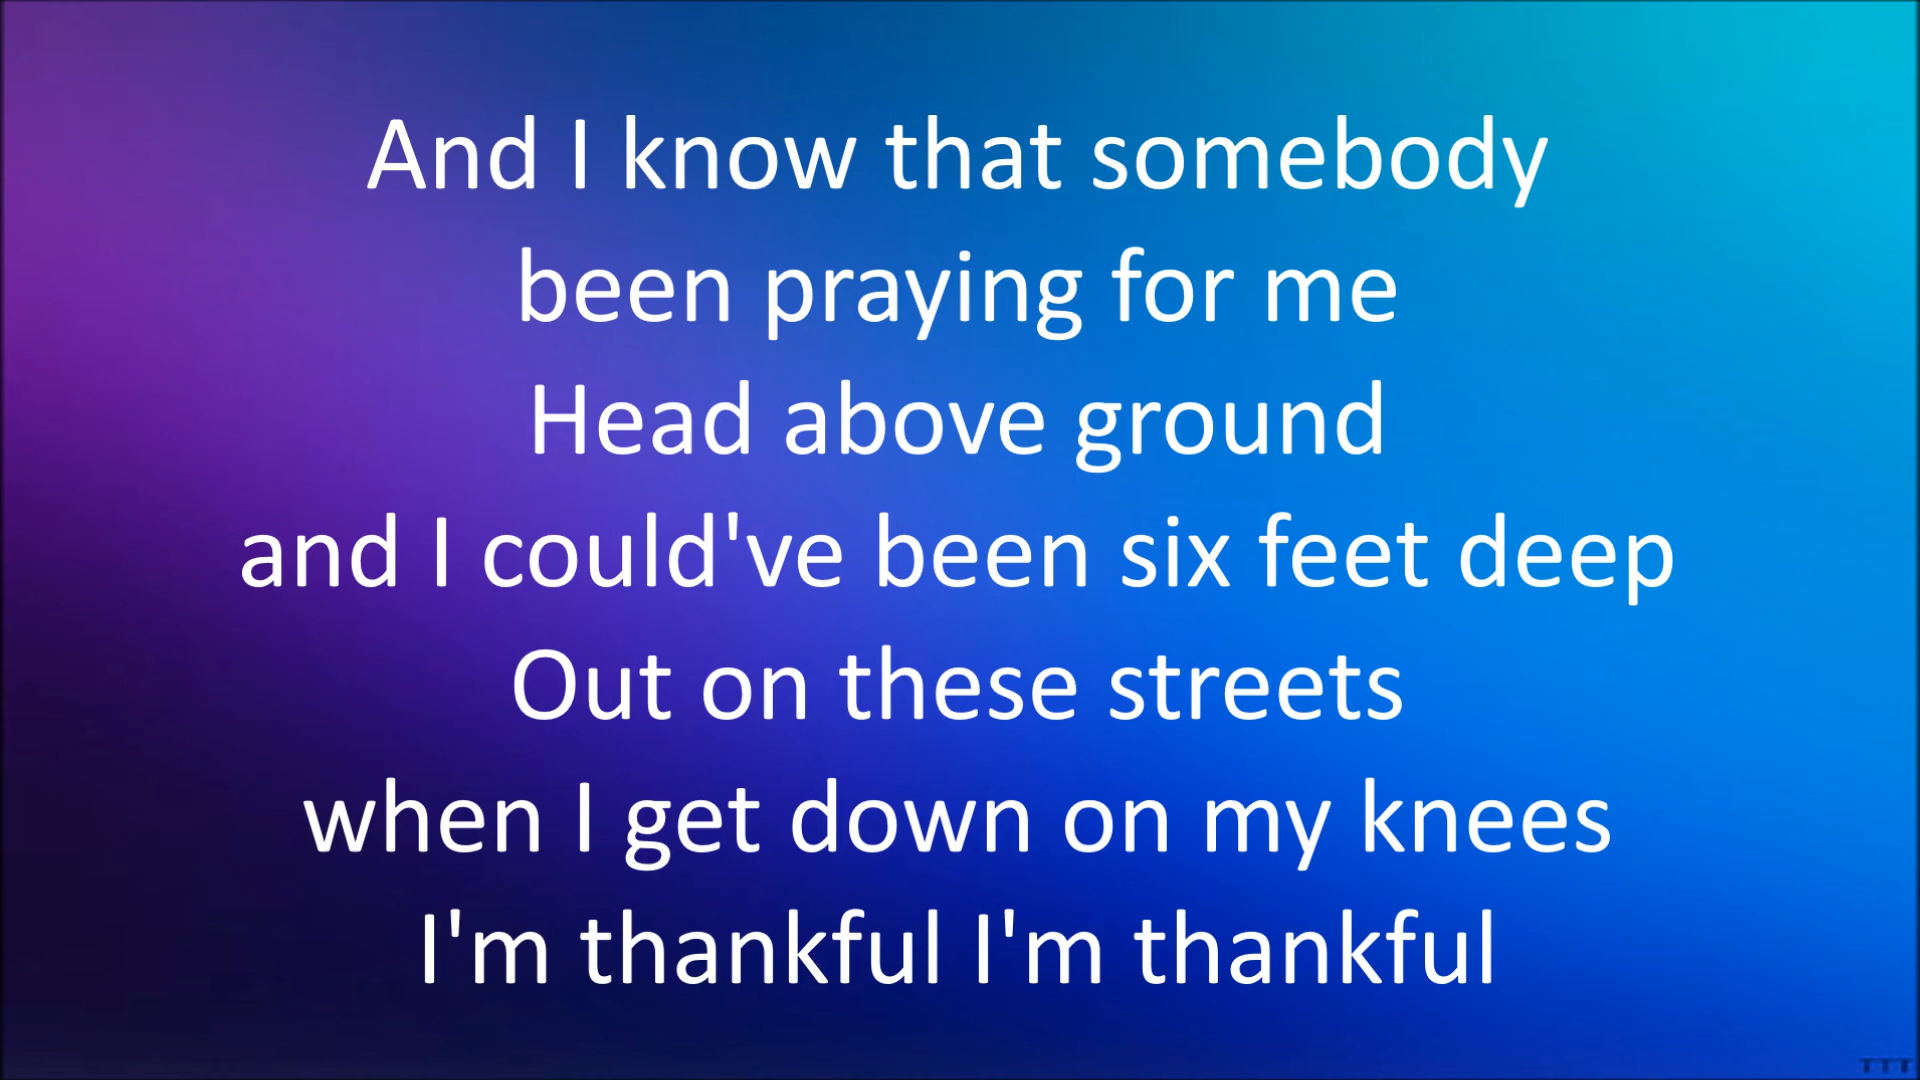 And I know that somebody
been praying for me
Head above ground
and I could've been six feet deep
Out on these streets
when I get down on my knees
I'm thankful I'm thankful
TTT